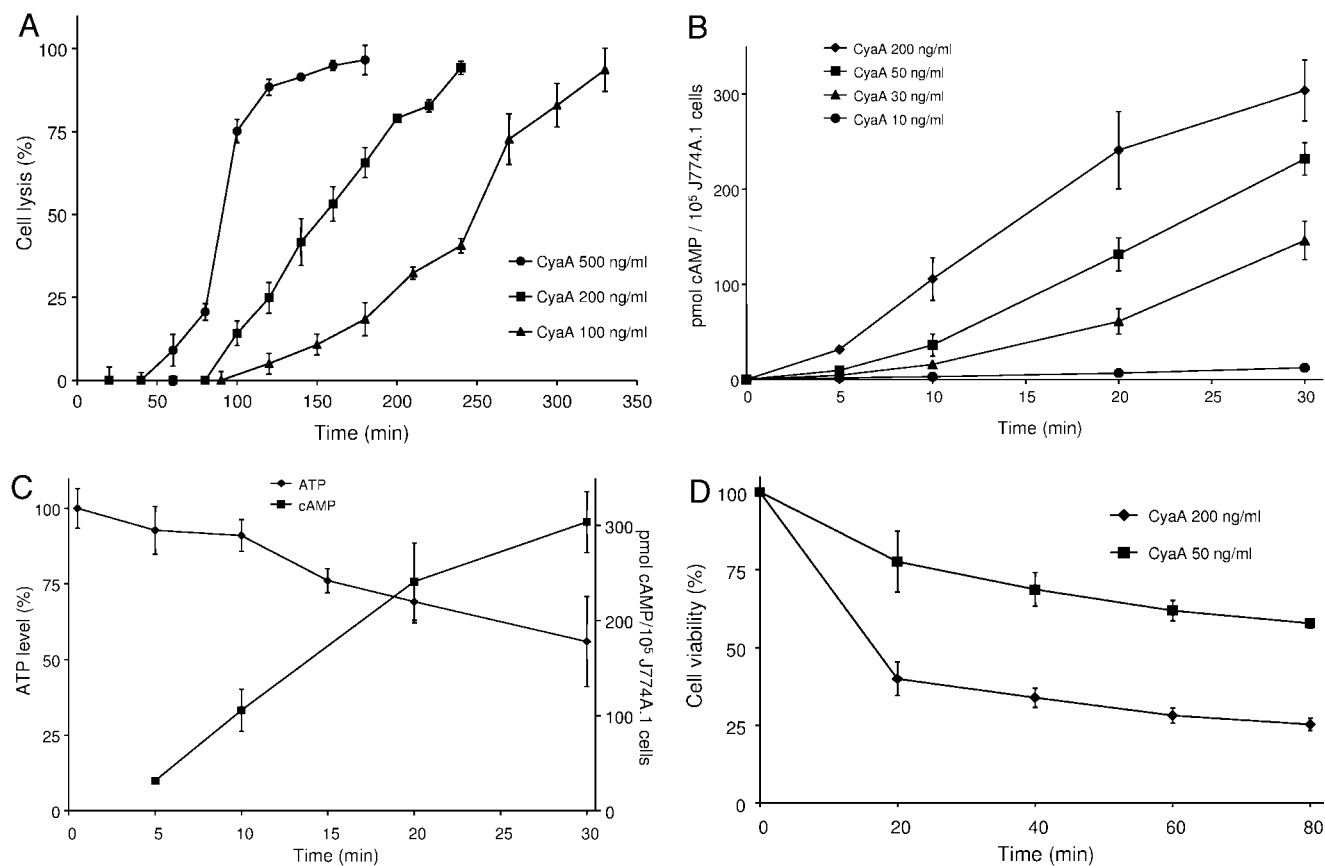 A
Cell lysis (%)
100
75
50
25
0
0 50 100 150 200 250 300 350
Time (min)
CyaA 500 ng/ml
CyaA 200 ng/ml
CyaA 100 ng/ml
B
pmol cAMP / 10⁵ J774A.1 cells
300
200
100
0
0 5 10 15 20 25 30
Time (min)
CyaA 200 ng/ml
CyaA 50 ng/ml
CyaA 30 ng/ml
CyaA 10 ng/ml
C
ATP level (%)
100
75
50
25
0
0 5 10 15 20 25 30
Time (min)
ATP
cAMP
300
200
100
0
pmol cAMP/10⁵ J774A.1 cells
D
Cell viability (%)
100
75
50
25
0
0 20 40 60 80
Time (min)
CyaA 200 ng/ml
CyaA 50 ng/ml